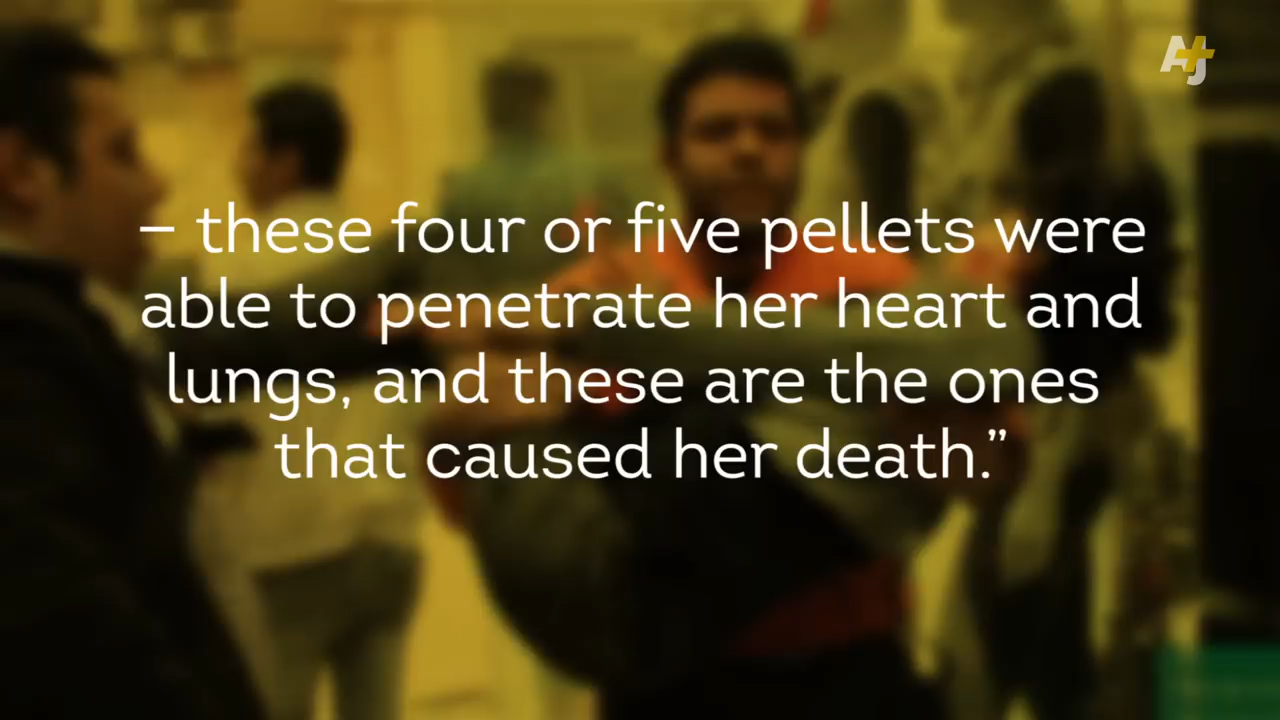 AJ+
– these four or five pellets were
able to penetrate her heart and
lungs, and these are the ones
that caused her death.”